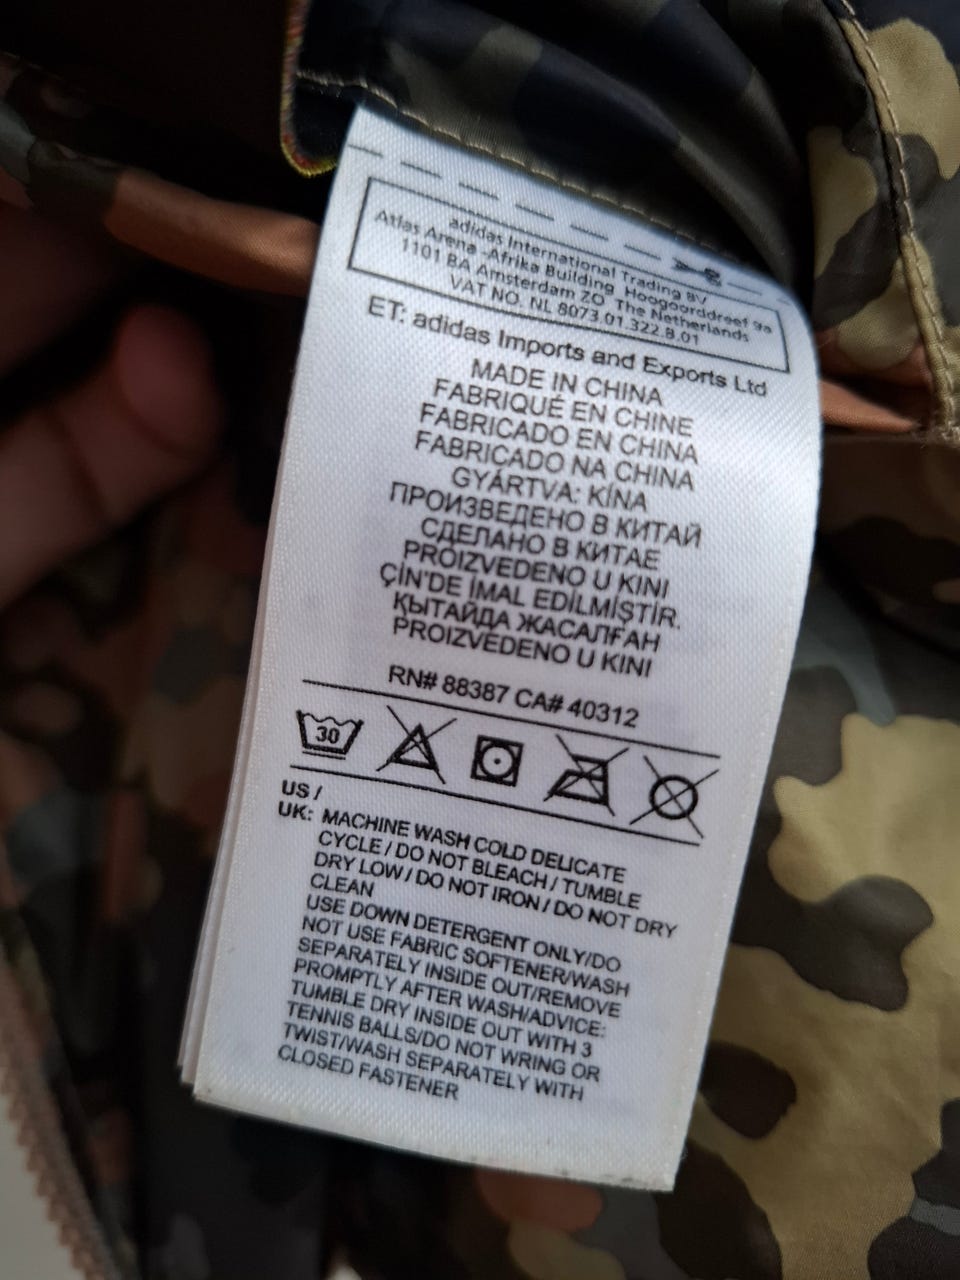 adidas International Trading BV
Atlas Arena -Afrika Building Hoogoorddreef 9a
1101 BA Amsterdam ZO The Netherlands
VAT NO. NL 8073.01.322.B.01
ET: adidas Imports and Exports Ltd
MADE IN CHINA
FABRIQUÉ EN CHINE
FABRICADO EN CHINA
FABRICADO NA CHINA
GYÁRTVA: KÍNA
ПРОИЗВЕДЕНО В КИТАЙ
СДЕЛАНО В КИТАЕ
PROIZVEDENO U KINI
ÇİN'DE İMAL EDİLMİŞTİR.
ҚЫТАЙДА ЖАСАЛҒАН
PROIZVEDENO U KINI
RN# 88387 CA# 40312
30
US /
UK: MACHINE WASH COLD DELICATE
CYCLE / DO NOT BLEACH / TUMBLE
DRY LOW / DO NOT IRON / DO NOT DRY
CLEAN
USE DOWN DETERGENT ONLY/DO
NOT USE FABRIC SOFTENER/WASH
SEPARATELY INSIDE OUT/REMOVE
PROMPTLY AFTER WASH/ADVICE:
TUMBLE DRY INSIDE OUT WITH 3
TENNIS BALLS/DO NOT WRING OR
TWIST/WASH SEPARATELY WITH
CLOSED FASTENER